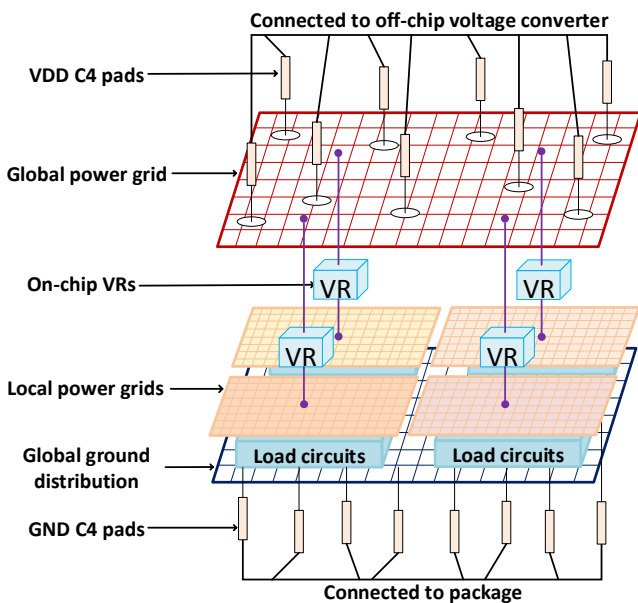 Connected to off-chip voltage converter
VDD C4 pads
Global power grid
On-chip VRs
VR
VR
VR
VR
Local power grids
Load circuits
Load circuits
Global ground
distribution
GND C4 pads
Connected to package